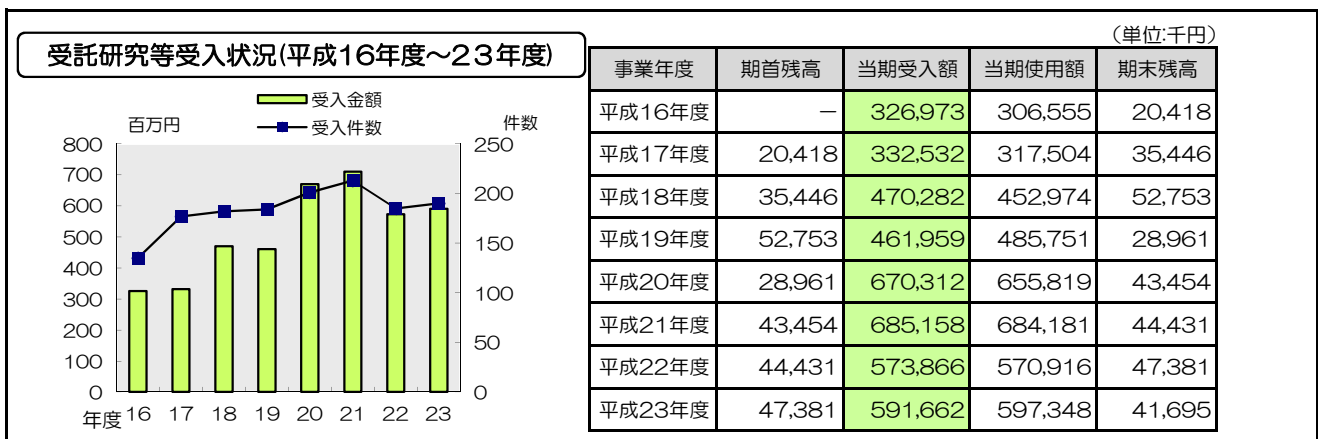 受託研究等受入状況(平成16年度～23年度)
受入金額
受入件数
百万円
件数
800
700
600
500
400
300
200
100
0
250
200
150
100
50
0
年度 16 17 18 19 20 21 22 23
（単位:千円）
事業年度 期首残高 当期受入額 当期使用額 期末残高
平成16年度 － 326,973 306,555 20,418
平成17年度 20,418 332,532 317,504 35,446
平成18年度 35,446 470,282 452,974 52,753
平成19年度 52,753 461,959 485,751 28,961
平成20年度 28,961 670,312 655,819 43,454
平成21年度 43,454 685,158 684,181 44,431
平成22年度 44,431 573,866 570,916 47,381
平成23年度 47,381 591,662 597,348 41,695